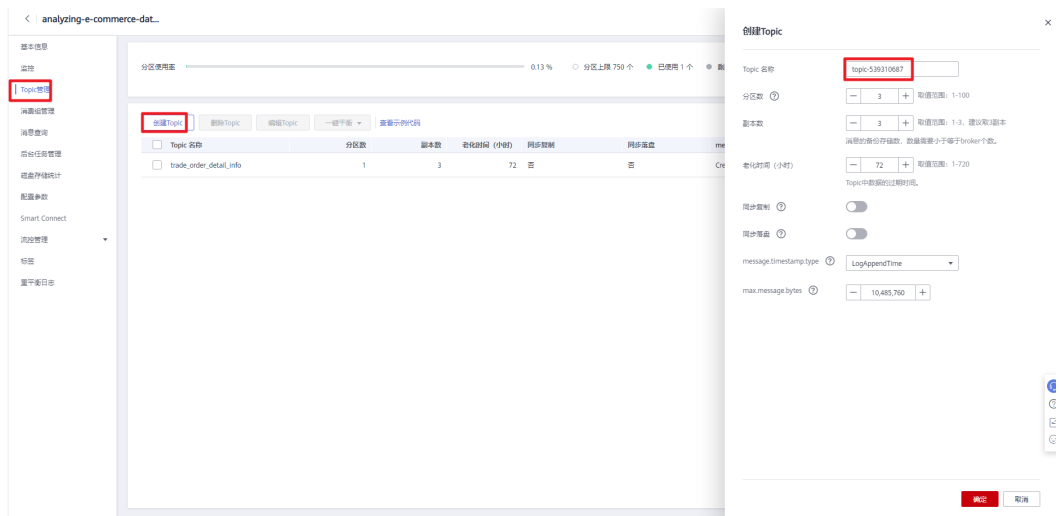 analyzing-e-commerce-dat...
基本信息
监控
Topic管理
消费组管理
消息查询
后台任务管理
磁盘存储统计
配置参数
Smart Connect
流控管理
标签
重平衡日志
分区使用率 0.13 % 分区上限 750 个 已使用 1 个
创建Topic 删除Topic 编辑Topic 一键平衡 查看示例代码
Topic 名称 分区数 副本数 老化时间 (小时) 同步复制 同步落盘 me
trade_order_detail_info 1 3 72 否 否 Cre
创建Topic
Topic 名称 topic-539310687
分区数 3 取值范围：1-100
副本数 3 取值范围：1-3，建议取3副本
消息的备份存储数，数量需要小于等于broker个数。
老化时间 (小时) 72 取值范围：1-720
Topic中数据的过期时间。
同步复制
同步落盘
message.timestamp.type LogAppendTime
max.message.bytes 10,485,760
确定 取消